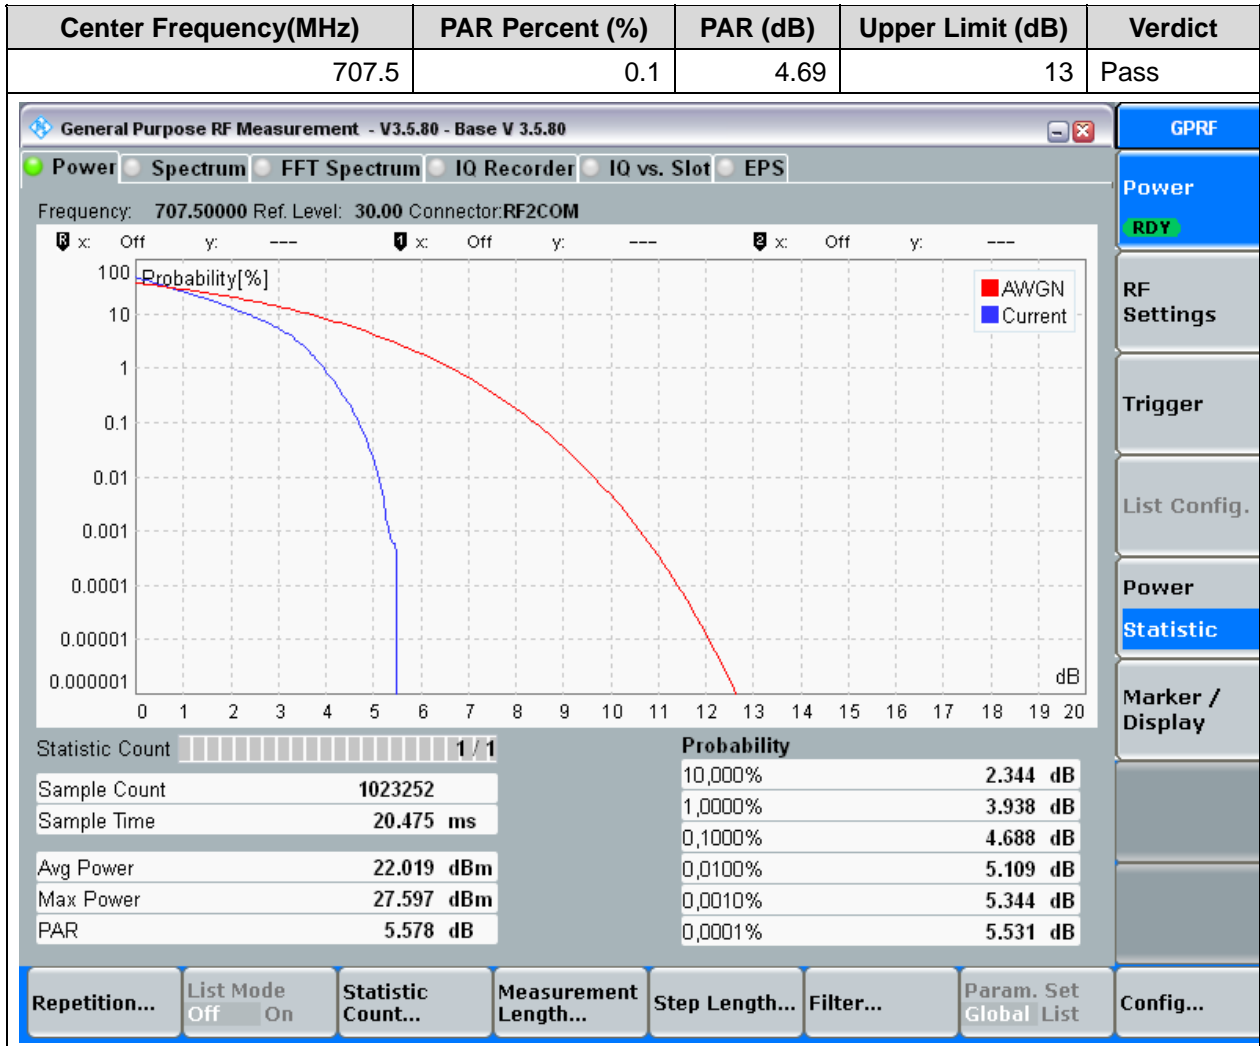 Center Frequency(MHz) PAR Percent (%) PAR (dB) Upper Limit (dB) Verdict
707.5 0.1 4.69 13 Pass
General Purpose RF Measurement - V3.5.80 - Base V 3.5.80
GPRF
Power Spectrum FFT Spectrum IQ Recorder IQ vs. Slot EPS
Frequency: 707.50000 Ref. Level: 30.00 Connector:RF2COM
R x: Off y: --- 1 x: Off y: --- 2 x: Off y: ---
Probability[%]
AWGN
Current
100
10
1
0.1
0.01
0.001
0.0001
0.00001
0.000001
dB
0 1 2 3 4 5 6 7 8 9 10 11 12 13 14 15 16 17 18 19 20
Statistic Count 1 / 1
Sample Count 1023252
Sample Time 20.475 ms
Avg Power 22.019 dBm
Max Power 27.597 dBm
PAR 5.578 dB
Probability
10,000% 2.344 dB
1,0000% 3.938 dB
0,1000% 4.688 dB
0,0100% 5.109 dB
0,0010% 5.344 dB
0,0001% 5.531 dB
Power
RDY
RF
Settings
Trigger
List Config.
Power
Statistic
Marker /
Display
Repetition...
List Mode
Off On
Statistic
Count...
Measurement
Length...
Step Length...
Filter...
Param. Set
Global List
Config...